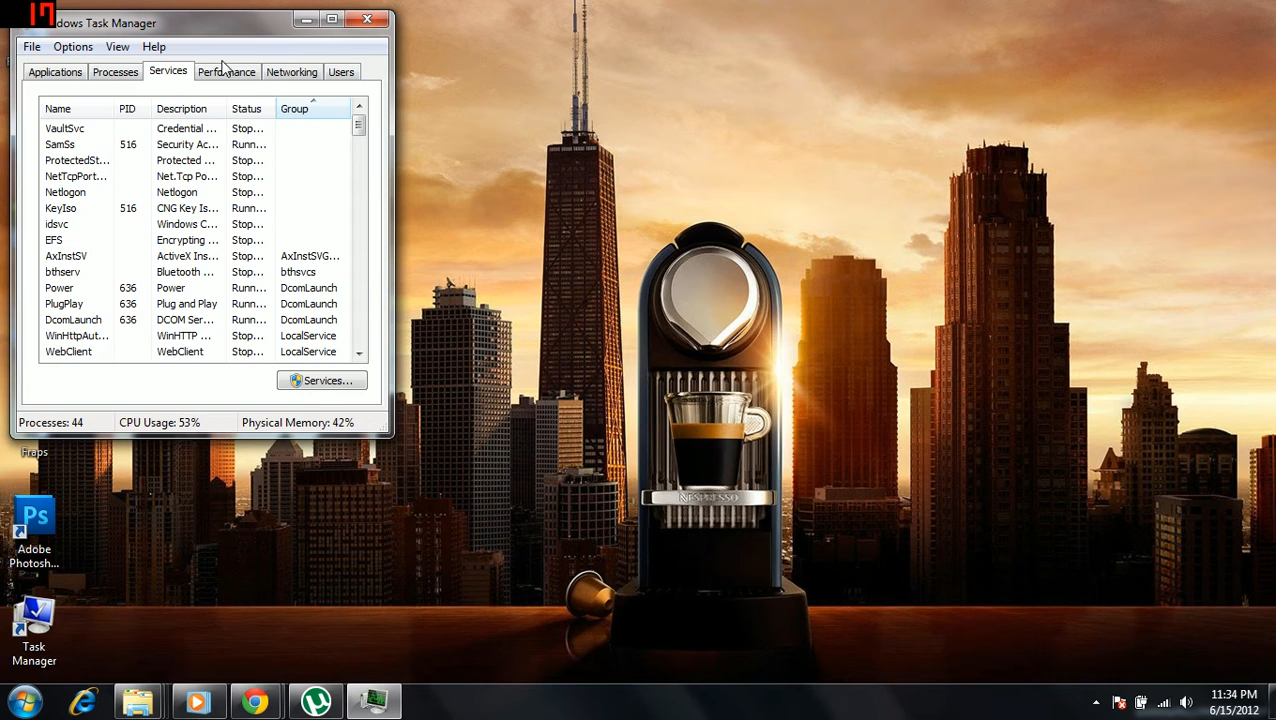 17
dows Task Manager
File Options View Help
Applications Processes Services Performance Networking Users
Name PID Description Status Group
VaultSvc Credential ... Stop...
SamSs 516 Security Ac... Runn...
ProtectedSt... Protected ... Stop...
NetTcpPort... Net.Tcp Po... Stop...
Netlogon Netlogon Stop...
KeyIso 516 CNG Key Is... Runn...
idsvc Windows C... Stop...
EFS Encrypting ... Stop...
AxInstSV ActiveX Ins... Stop... AxInstSVG...
bthserv Bluetooth ... Stop... bthsvcs
Power 636 Power Runn... DcomLaunch
PlugPlay 636 Plug and Play Runn... DcomLaunch
DcomLaunch 636 DCOM Ser... Runn... DcomLaunch
WinHttpAut... WinHTTP ... Stop... LocalService
WebClient WebClient Stop... LocalService
Services...
Processes: 44 CPU Usage: 53% Physical Memory: 42%
Fraps
Ps
Adobe
Photosh...
Task
Manager
NESPRESSO
11:34 PM
6/15/2012